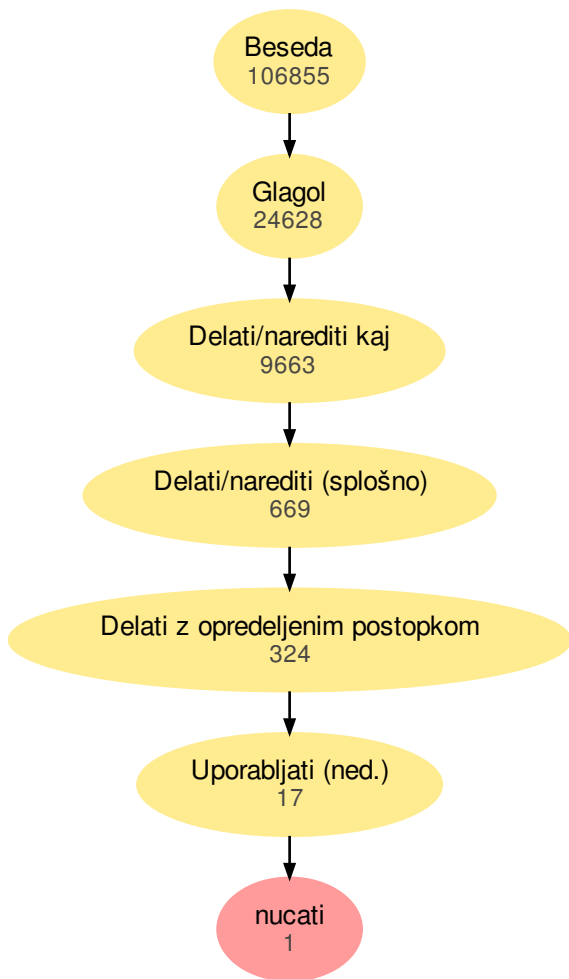 Beseda
106855
Glagol
24628
Delati/narediti kaj
9663
Delati/narediti (splošno)
669
Delati z opredeljenim postopkom
324
Uporabljati (ned.)
17
nucati
1